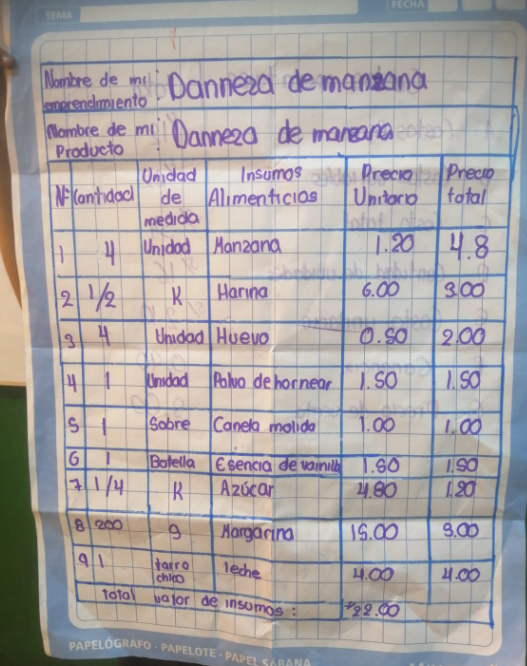 TEMA
FECHA
Nombre de mi emprendimiento : Danneza de manzana
Nombre de mi Producto : Danneza de manzana
Nº Cantidad Unidad de medida Insumos Alimenticios Precio Unitario Precio total
1 4 Unidad Manzana 1.20 4.8
2 1/2 K Harina 6.00 3.00
3 4 Unidad Huevo 0.50 2.00
4 1 Unidad Polvo de hornear 1.50 1.50
5 1 Sobre Canela molida 1.00 1.00
6 1 Botella Esencia de vainilla 1.50 1.50
7 1/4 K Azúcar 4.80 1.20
8 200 g Margarina 15.00 3.00
9 1 tarro chico leche 4.00 4.00
total valor de insumos : 22.00
PAPELÓGRAFO - PAPELOTE - PAPEL SABANA